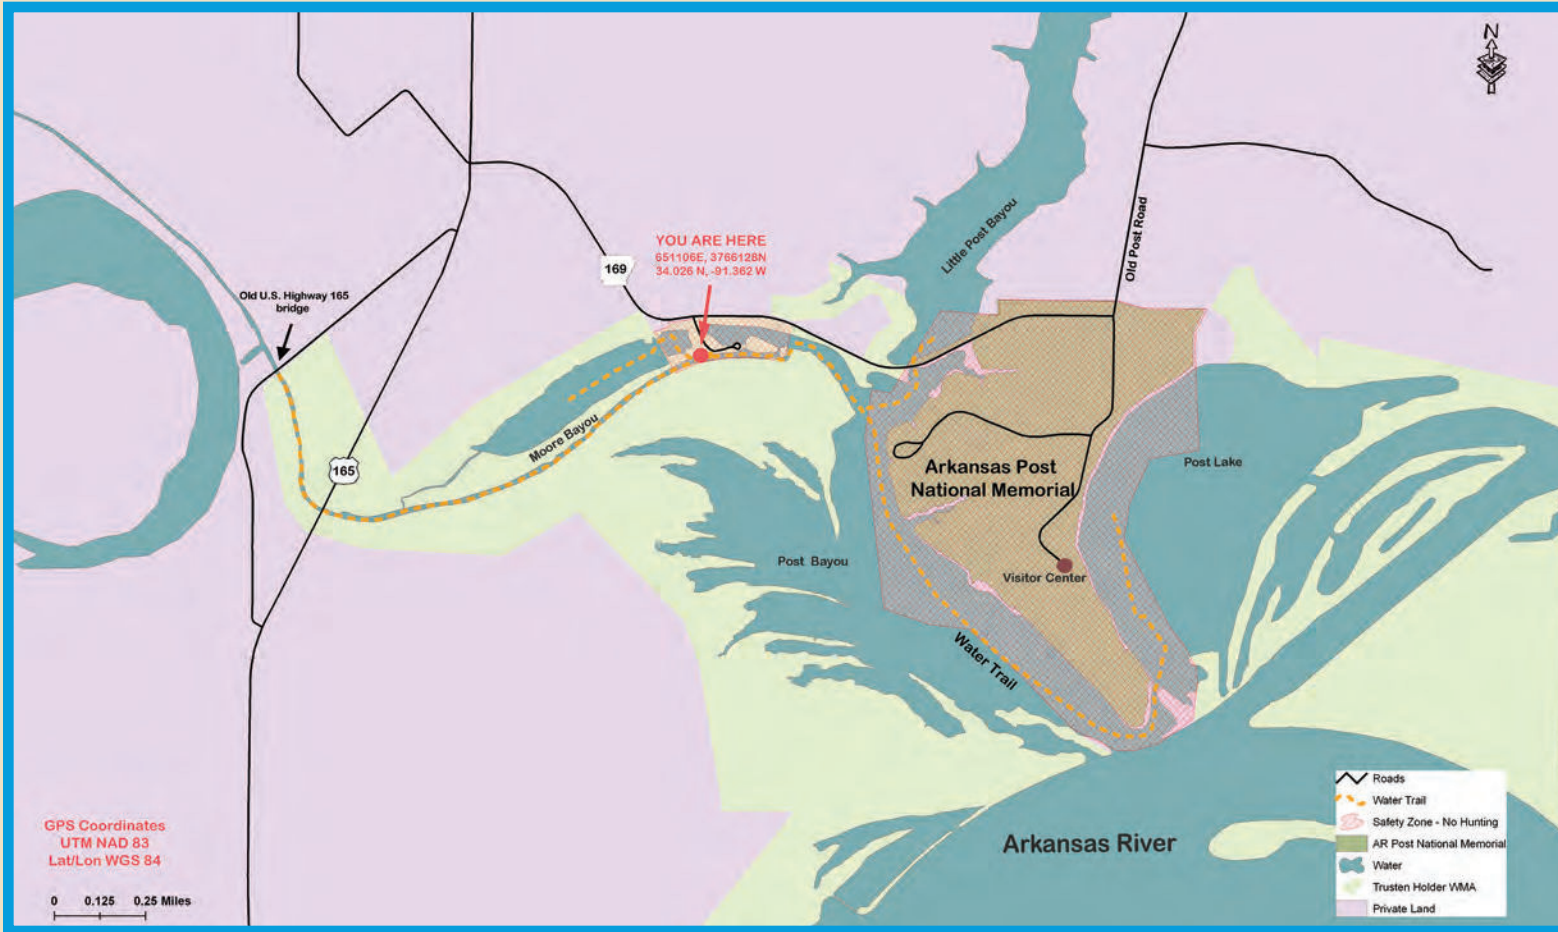 N
Little Post Bayou
Old Post Road
YOU ARE HERE
651106E, 3766128N
34.026 N, -91.362 W
169
Old U.S. Highway 165
bridge
Moore Bayou
165
Arkansas Post
National Memorial
Post Lake
Post Bayou
Visitor Center
Water Trail
Arkansas River
GPS Coordinates
UTM NAD 83
Lat/Lon WGS 84
0 0.125 0.25 Miles
Roads
Water Trail
Safety Zone - No Hunting
AR Post National Memorial
Water
Trusten Holder WMA
Private Land